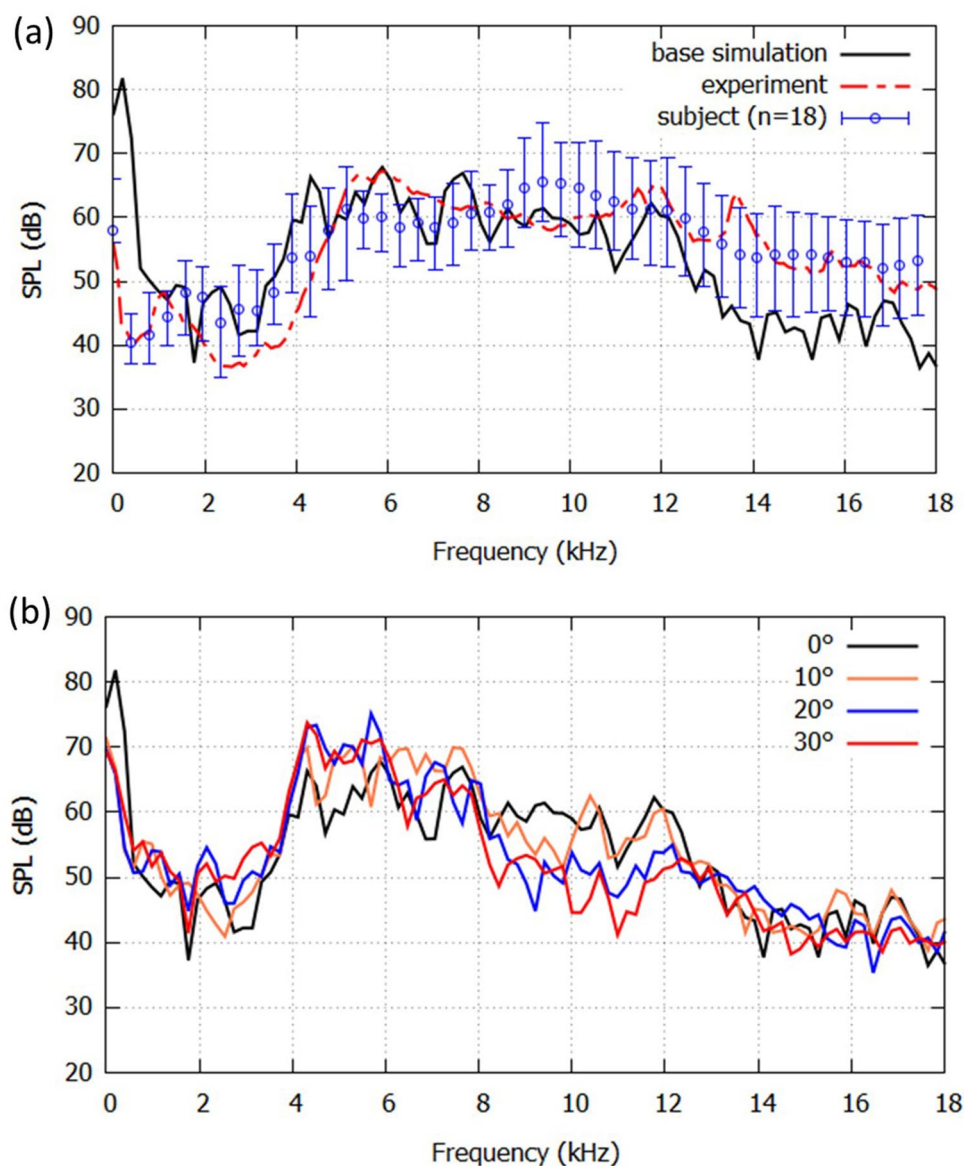 (a)
90
80
70
60
50
40
30
20
SPL (dB)
base simulation
experiment
subject (n=18)
0 2 4 6 8 10 12 14 16 18
Frequency (kHz)
(b)
90
80
70
60
50
40
30
20
SPL (dB)
0°
10°
20°
30°
0 2 4 6 8 10 12 14 16 18
Frequency (kHz)